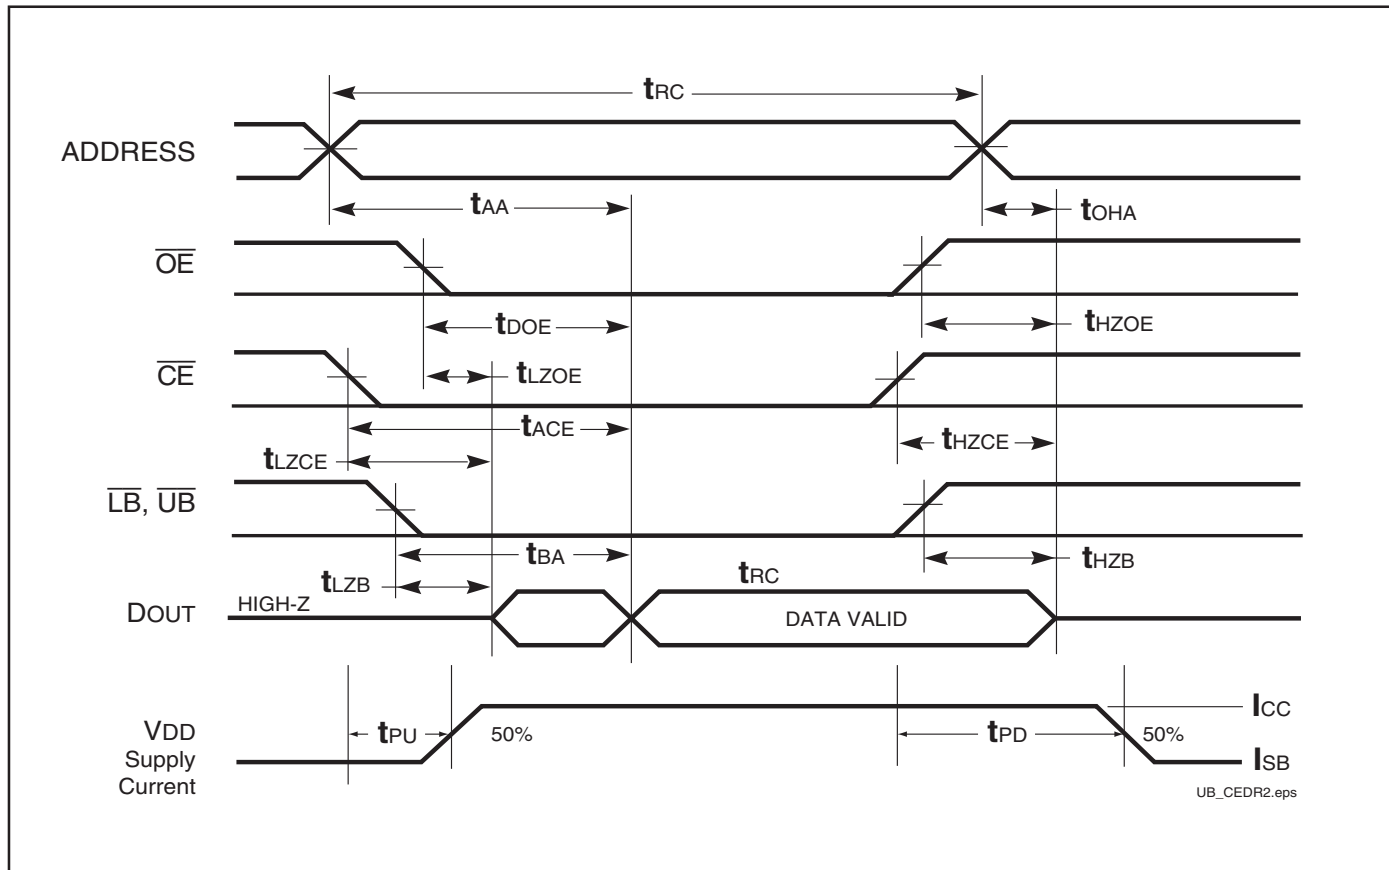 tRC
ADDRESS
tAA
tOHA
OE
tDOE
tHZOE
CE
tLZOE
tACE
tHZCE
tLZCE
LB, UB
tBA
tHZB
tLZB
tRC
DOUT
HIGH-Z
DATA VALID
ICC
VDD
Supply
Current
tPU
50%
tPD
50%
ISB
UB_CEDR2.eps